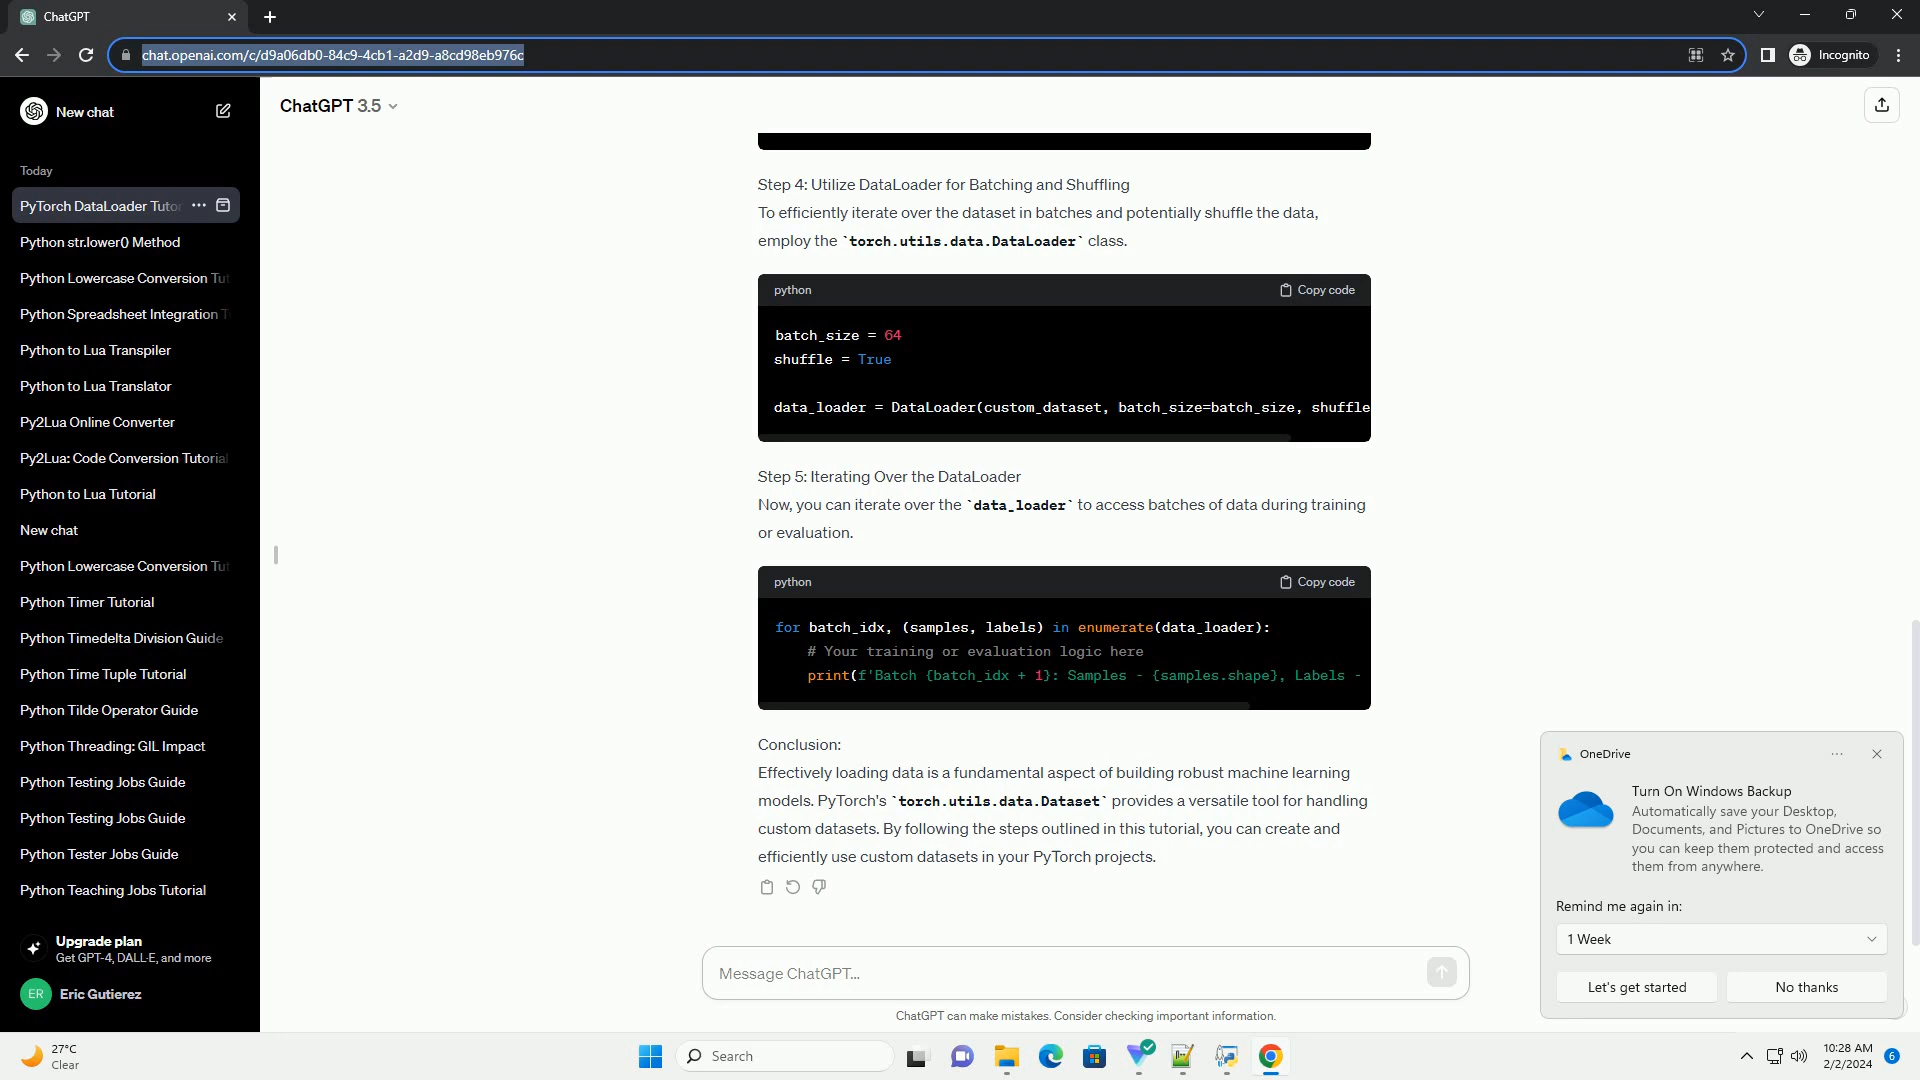 ChatGPT
chat.openai.com/c/d9a06db0-84c9-4cb1-a2d9-a8cd98eb976c
Incognito
New chat
Today
PyTorch DataLoader Tutor
Python str.lower() Method
Python Lowercase Conversion Tut
Python Spreadsheet Integration T
Python to Lua Transpiler
Python to Lua Translator
Py2Lua Online Converter
Py2Lua: Code Conversion Tutorial
Python to Lua Tutorial
New chat
Python Lowercase Conversion Tut
Python Timer Tutorial
Python Timedelta Division Guide
Python Time Tuple Tutorial
Python Tilde Operator Guide
Python Threading: GIL Impact
Python Testing Jobs Guide
Python Testing Jobs Guide
Python Tester Jobs Guide
Python Teaching Jobs Tutorial
Upgrade plan
Get GPT-4, DALL·E, and more
ER
Eric Gutierez
ChatGPT 3.5
Step 4: Utilize DataLoader for Batching and Shuffling
To efficiently iterate over the dataset in batches and potentially shuffle the data,
employ the `torch.utils.data.DataLoader` class.
python
Copy code
batch_size = 64
shuffle = True
data_loader = DataLoader(custom_dataset, batch_size=batch_size, shuffle
Step 5: Iterating Over the DataLoader
Now, you can iterate over the `data_loader` to access batches of data during training
or evaluation.
python
Copy code
for batch_idx, (samples, labels) in enumerate(data_loader):
# Your training or evaluation logic here
print(f'Batch {batch_idx + 1}: Samples - {samples.shape}, Labels -
Conclusion:
Effectively loading data is a fundamental aspect of building robust machine learning
models. PyTorch's `torch.utils.data.Dataset` provides a versatile tool for handling
custom datasets. By following the steps outlined in this tutorial, you can create and
efficiently use custom datasets in your PyTorch projects.
Message ChatGPT...
ChatGPT can make mistakes. Consider checking important information.
OneDrive
Turn On Windows Backup
Automatically save your Desktop,
Documents, and Pictures to OneDrive so
you can keep them protected and access
them from anywhere.
Remind me again in:
1 Week
Let's get started
No thanks
27°C
Clear
Search
10:28 AM
2/2/2024
6